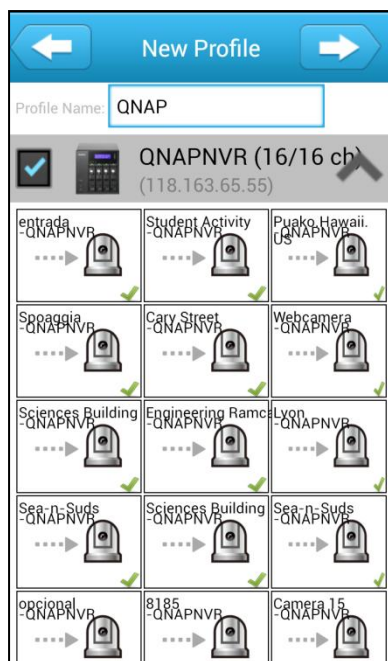 New Profile
Profile Name: QNAP
QNAPNVR (16/16 ch)
(118.163.65.55)
entrada
-QNAPNVR
Student Activity
-QNAPNVR
Puako Hawaii.
US
-QNAPNVR
Spoaggia
-QNAPNVR
Cary Street
-QNAPNVR
Webcamera
-QNAPNVR
Sciences Building
-QNAPNVR
Engineering Ramca
-QNAPNVR
Lyon
-QNAPNVR
Sea-n-Suds
-QNAPNVR
Sciences Building
-QNAPNVR
Sea-n-Suds
-QNAPNVR
opcional
-QNAPNVR
8185
-QNAPNVR
Camera 15
-QNAPNVR